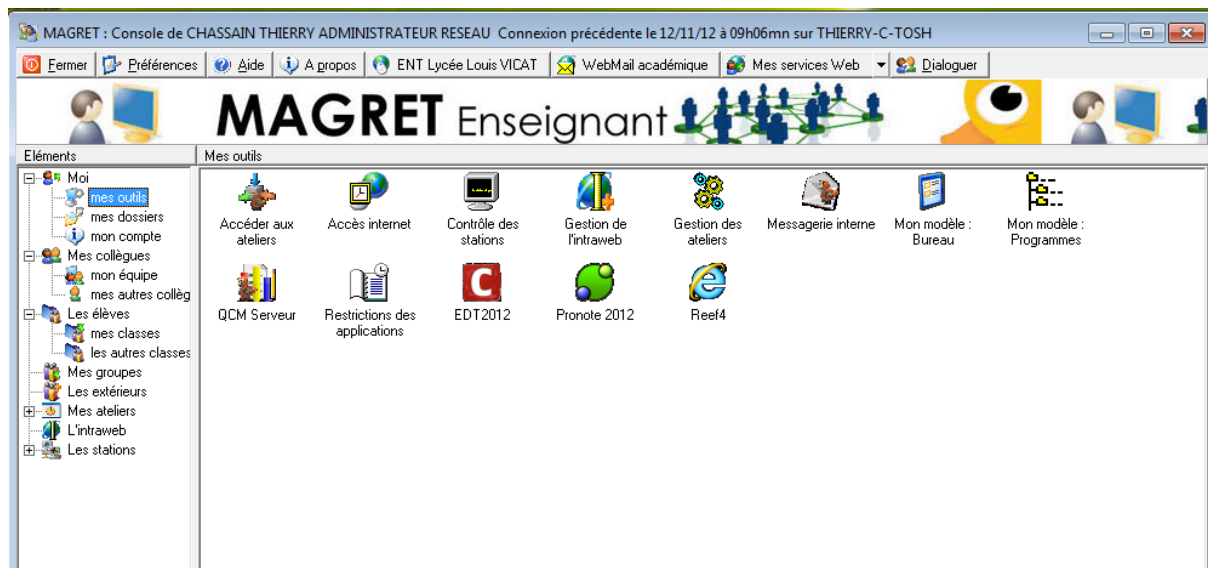 MAGRET : Console de CHASSAIN THIERRY ADMINISTRATEUR RESEAU Connexion précédente le 12/11/12 à 09h06mn sur THIERRY-C-TOSH
Fermer Préférences Aide A propos ENT Lycée Louis VICAT WebMail académique Mes services Web Dialoguer
MAGRET Enseignant
Eléments
Mes outils
Moi
mes outils
mes dossiers
mon compte
Mes collègues
mon équipe
mes autres collèg
Les élèves
mes classes
les autres classes
Mes groupes
Les extérieurs
Mes ateliers
L'intraweb
Les stations
Accéder aux
ateliers
Accès internet
Contrôle des
stations
Gestion de
l'intraweb
Gestion des
ateliers
Messagerie interne
Mon modèle :
Bureau
Mon modèle :
Programmes
QCM Serveur
Restrictions des
applications
EDT2012
Pronote 2012
Reef4